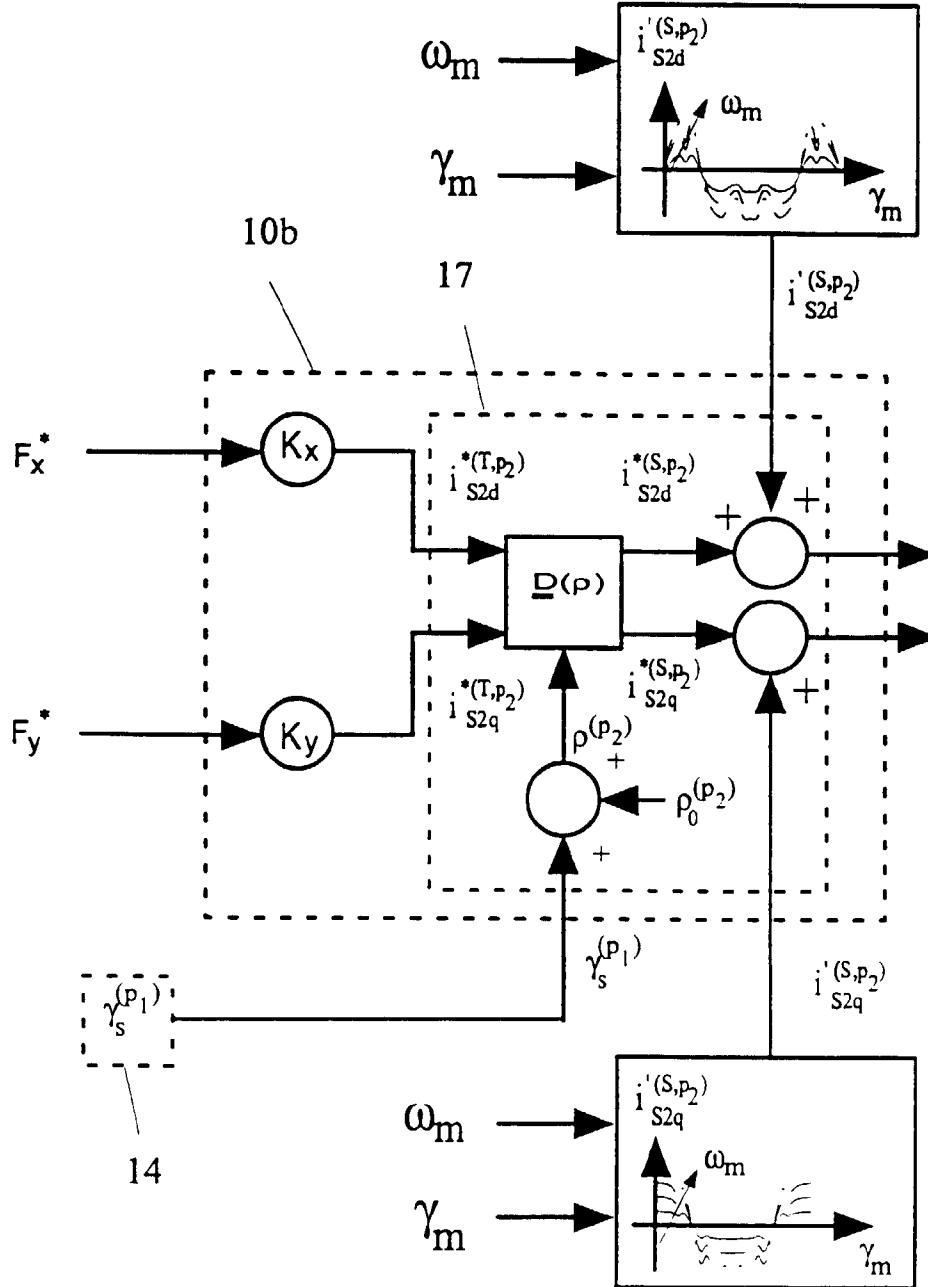 ω_m
i'^(S,p_2)_S2d
ω_m
γ_m
γ_m
10b
17
i'^(S,p_2)_S2d
F_x^*
K_x
i^*(T,p_2)_S2d
i^*(S,p_2)_S2d
+ +
D(ρ)
F_y^*
K_y
i^*(T,p_2)_S2q
i^*(S,p_2)_S2q
+
ρ^(p_2)
+
ρ_0^(p_2)
+
γ_s^(p_1)
i'^(S,p_2)_S2q
γ_s^(p_1)
14
ω_m
i'^(S,p_2)_S2q
ω_m
γ_m
γ_m